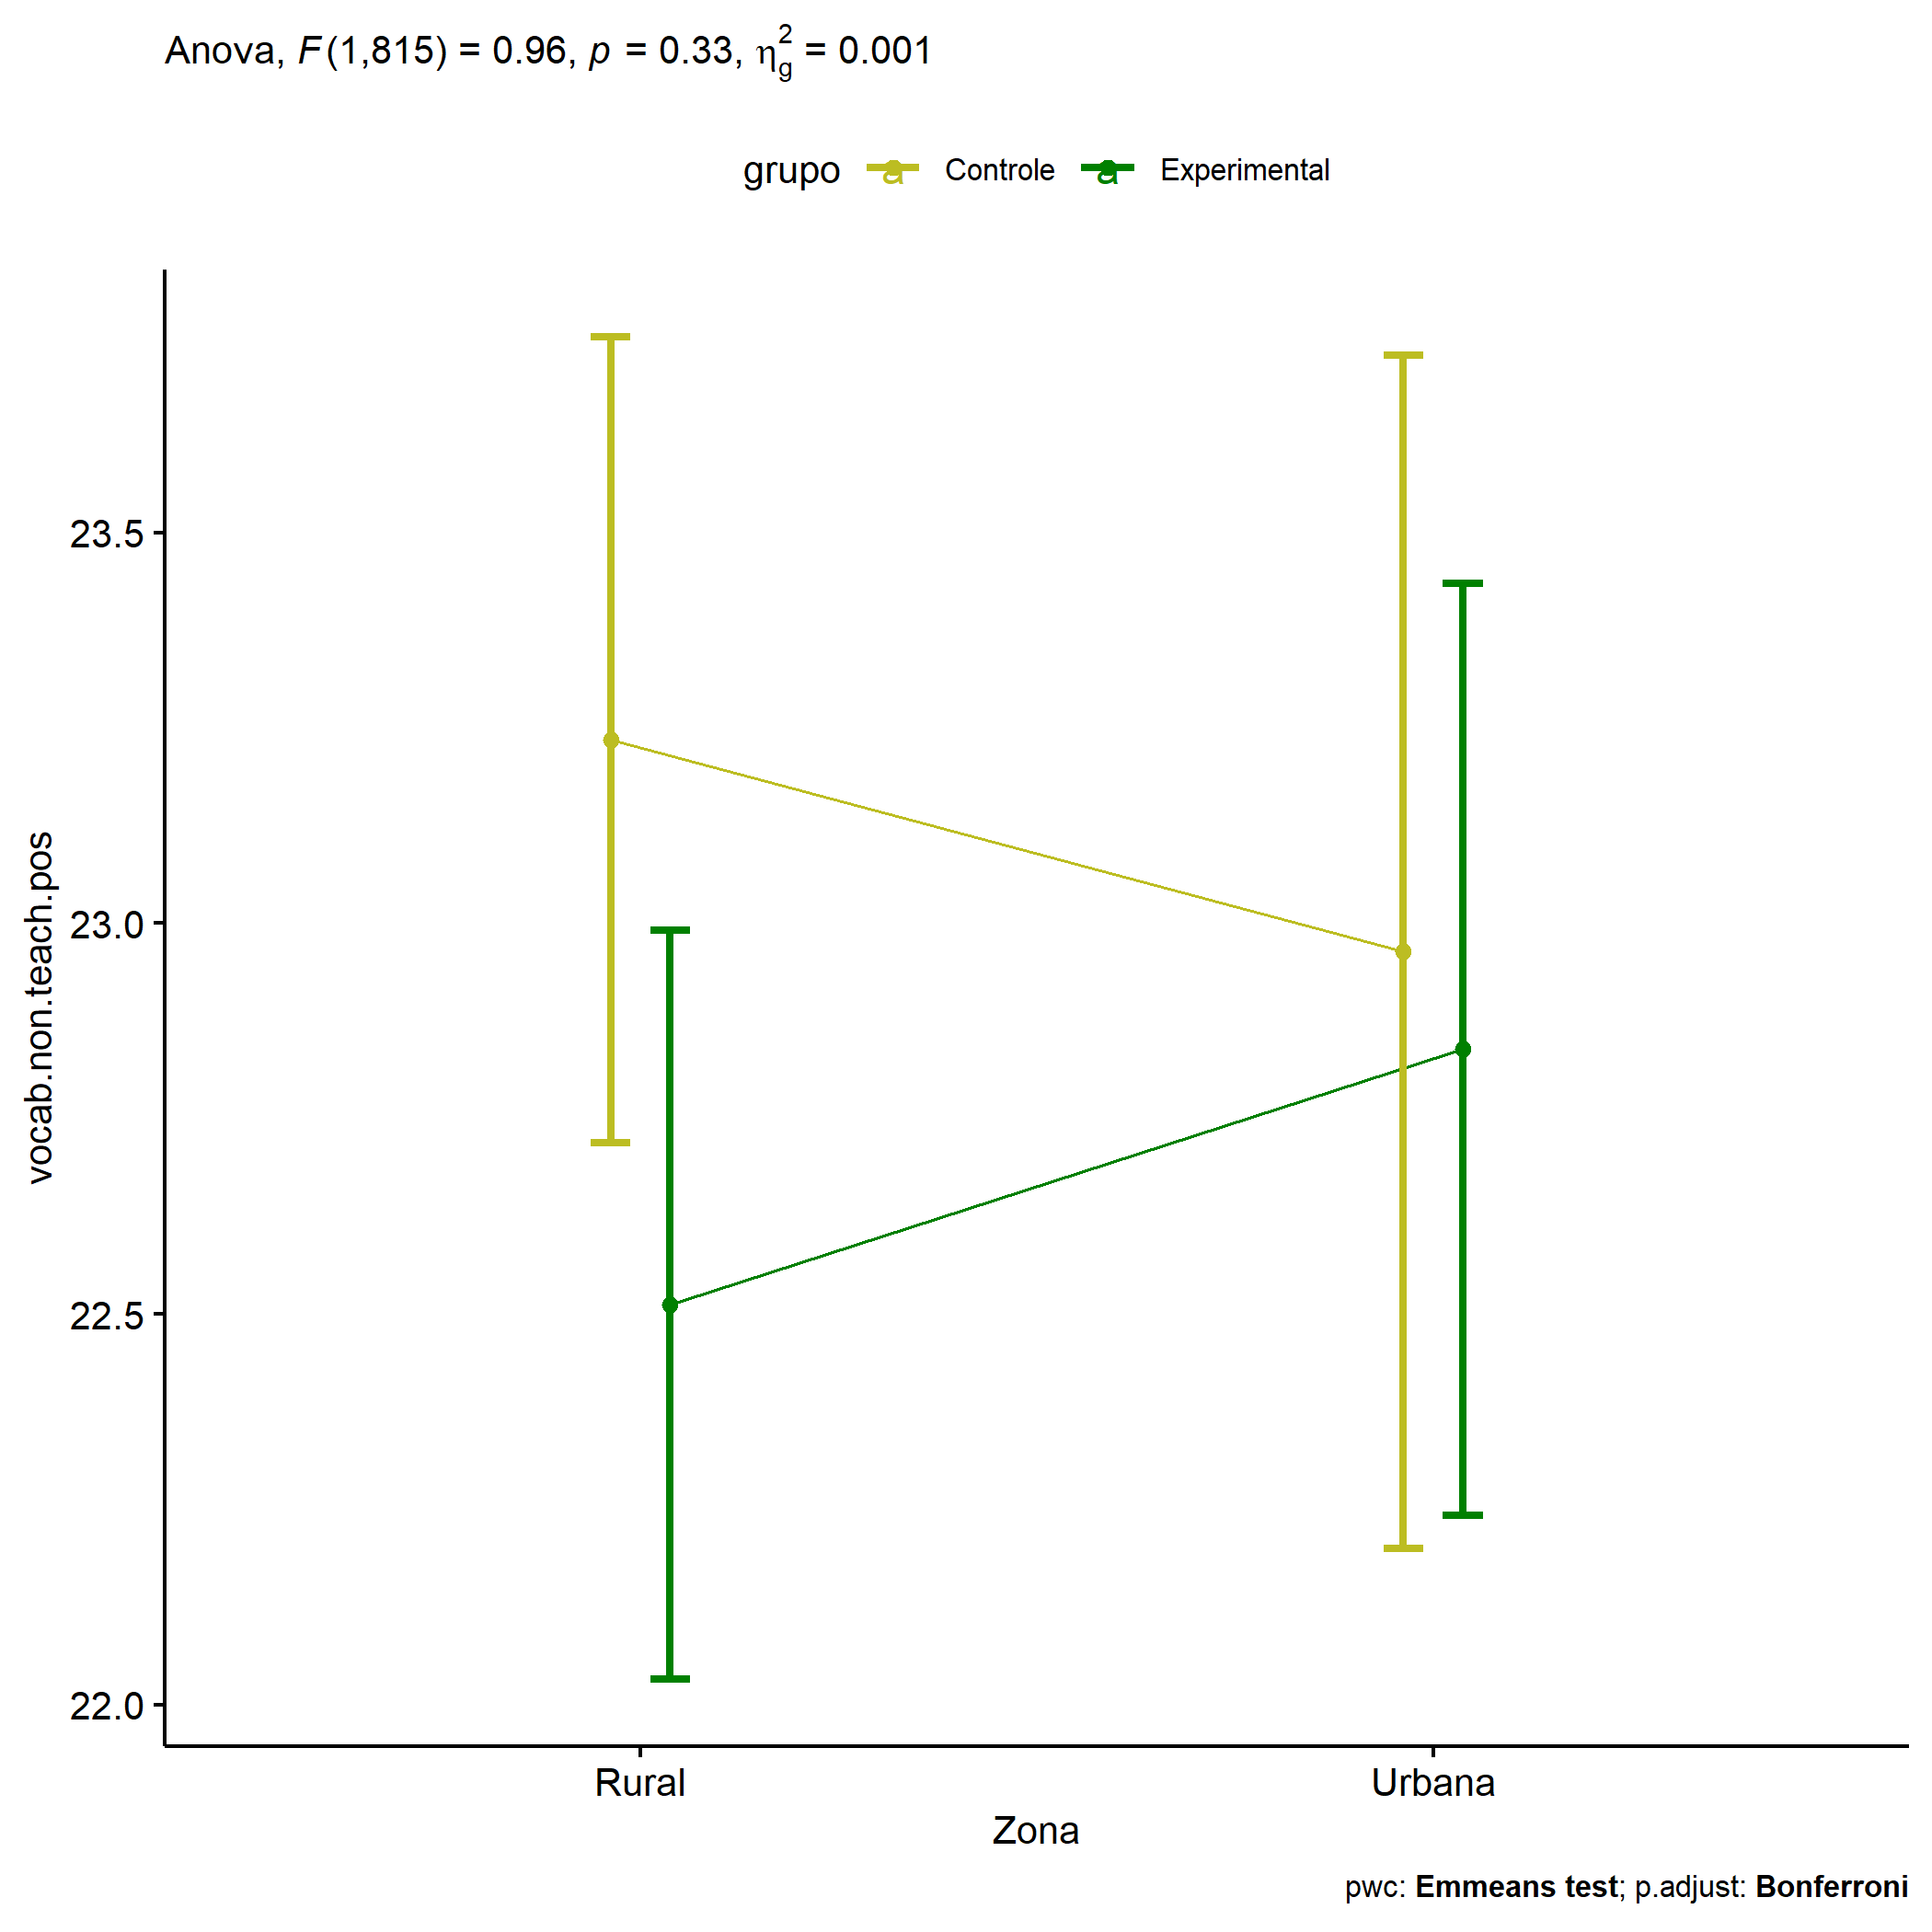 Anova, F(1,815) = 0.96, p = 0.33, η²g = 0.001
grupo a Controle a Experimental
23.5
23.0
22.5
22.0
vocab.non.teach.pos
Rural Urbana
Zona
pwc: Emmeans test; p.adjust: Bonferroni